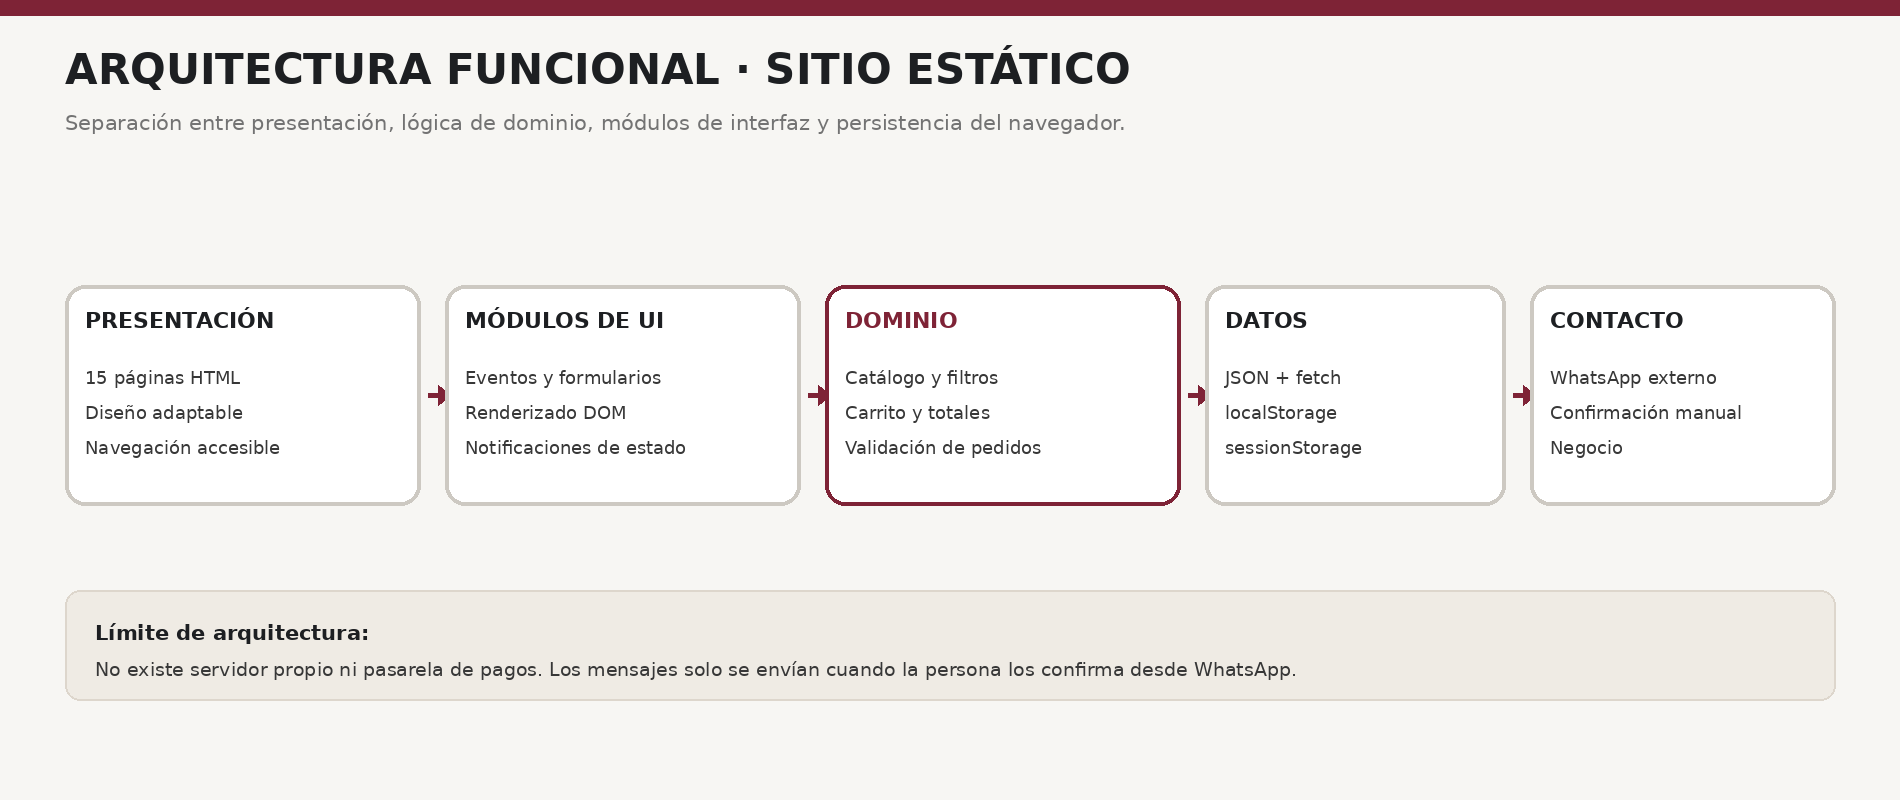 ARQUITECTURA FUNCIONAL · SITIO ESTÁTICO
Separación entre presentación, lógica de dominio, módulos de interfaz y persistencia del navegador.
PRESENTACIÓN
15 páginas HTML
Diseño adaptable
Navegación accesible
MÓDULOS DE UI
Eventos y formularios
Renderizado DOM
Notificaciones de estado
DOMINIO
Catálogo y filtros
Carrito y totales
Validación de pedidos
DATOS
JSON + fetch
localStorage
sessionStorage
CONTACTO
WhatsApp externo
Confirmación manual
Negocio
Límite de arquitectura:
No existe servidor propio ni pasarela de pagos. Los mensajes solo se envían cuando la persona los confirma desde WhatsApp.